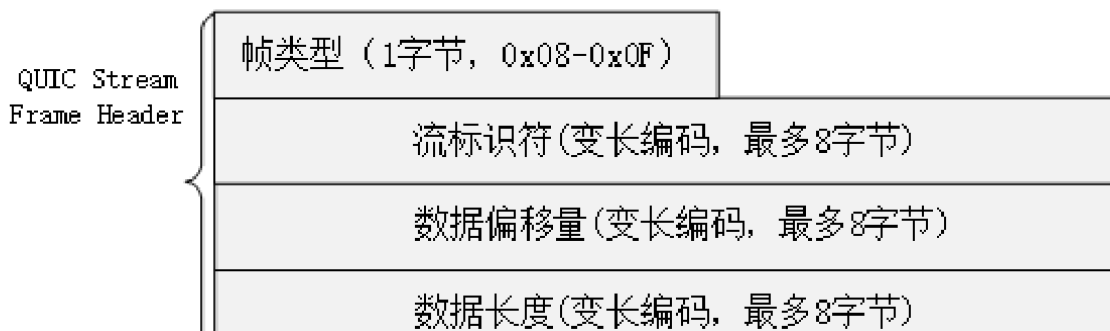 帧类型（1字节，0x08-0x0F）
QUIC Stream
Frame Header
流标识符(变长编码，最多8字节)
数据偏移量(变长编码，最多8字节)
数据长度(变长编码，最多8字节)